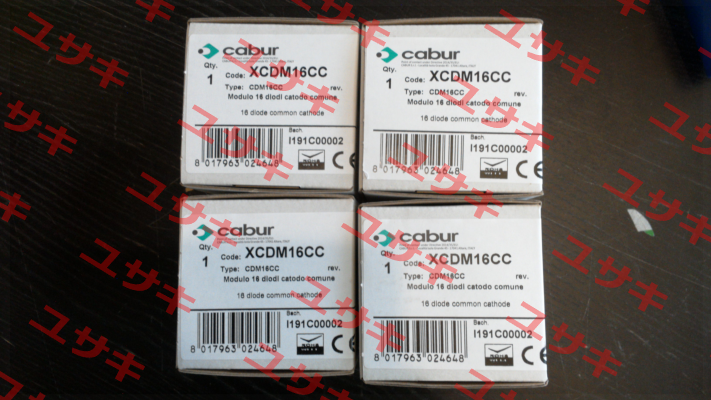 cabur
Qty.
1
Code: XCDM16CC
Type: CDM16CC rev.
Modulo 16 diodi catodo comune
16 diode common cathode
Bach.
I191C00002
8 017963 024648
cabur
Qty.
1
Code: XCDM16CC
Type: CDM16CC rev.
Modulo 16 diodi catodo comune
16 diode common cathode
Bach.
I191C00002
8 017963 024648
cabur
Qty.
1
Code: XCDM16CC
Type: CDM16CC rev.
Modulo 16 diodi catodo comune
16 diode common cathode
Bach.
I191C00002
8 017963 024648
cabur
Qty.
1
Code: XCDM16CC
Type: CDM16CC rev.
Modulo 16 diodi catodo comune
16 diode common cathode
Bach.
I191C00002
8 017963 024648
ユサキ